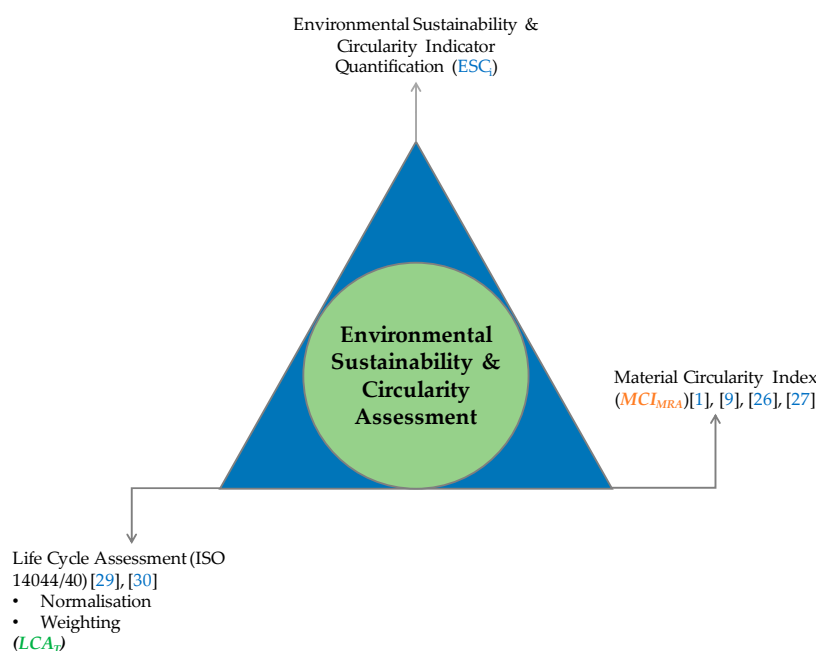 Environmental Sustainability &
Circularity Indicator
Quantification (ESCi)
Environmental
Sustainability &
Circularity
Assessment
Material Circularity Index
(MCIMRA)[1], [9], [26], [27]
Life Cycle Assessment (ISO
14044/40) [29], [30]
• Normalisation
• Weighting
(LCAT)